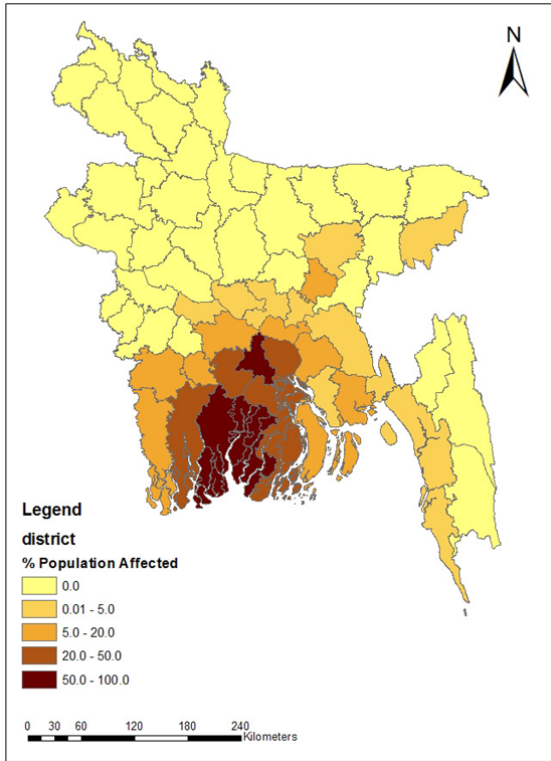 N
Legend
district
% Population Affected
0.0
0.01 - 5.0
5.0 - 20.0
20.0 - 50.0
50.0 - 100.0
0 30 60 120 180 240
Kilometers